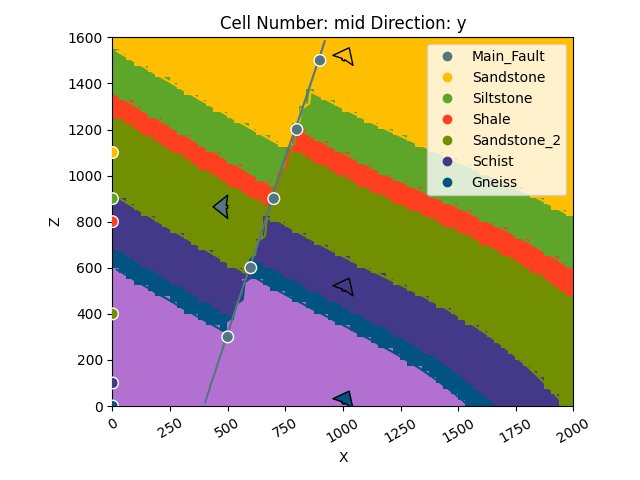 Cell Number: mid Direction: y
Z
1600
1400
1200
1000
800
600
400
200
0
Main_Fault
Sandstone
Siltstone
Shale
Sandstone_2
Schist
Gneiss
0
250
500
750
1000
1250
1500
1750
2000
X